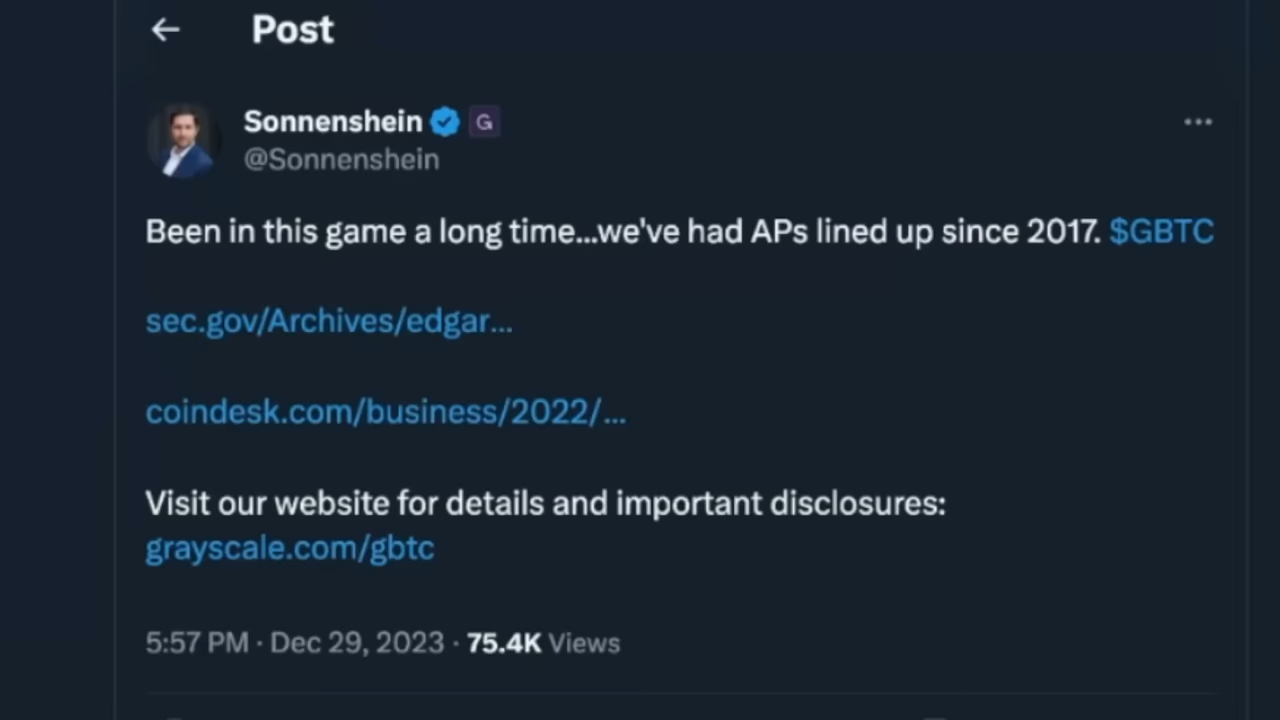 Post
Sonnenshein G
@Sonnenshein
Been in this game a long time...we've had APs lined up since 2017. $GBTC
sec.gov/Archives/edgar...
coindesk.com/business/2022/...
Visit our website for details and important disclosures:
grayscale.com/gbtc
5:57 PM · Dec 29, 2023 · 75.4K Views